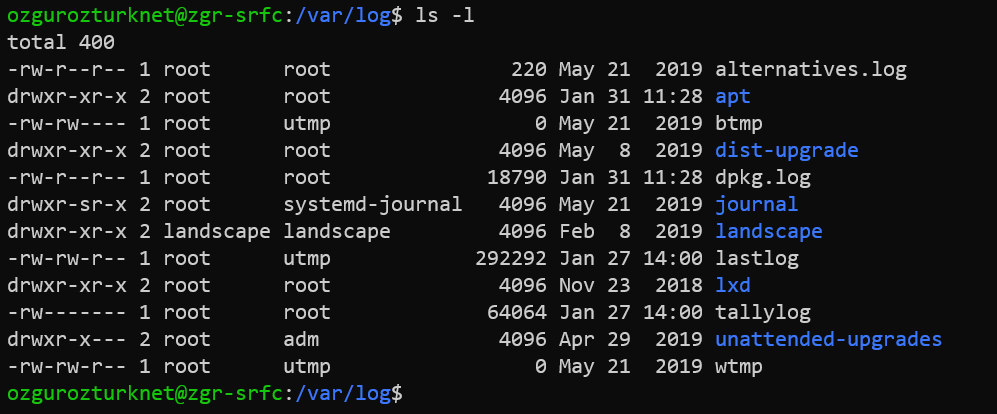 ozgurozturknet@zgr-srfc:/var/log$ ls -l
total 400
-rw-r--r-- 1 root      root               220 May 21  2019 alternatives.log
drwxr-xr-x 2 root      root              4096 Jan 31 11:28 apt
-rw-rw---- 1 root      utmp                 0 May 21  2019 btmp
drwxr-xr-x 2 root      root              4096 May  8  2019 dist-upgrade
-rw-r--r-- 1 root      root             18790 Jan 31 11:28 dpkg.log
drwxr-sr-x 2 root      systemd-journal   4096 May 21  2019 journal
drwxr-xr-x 2 landscape landscape         4096 Feb  8  2019 landscape
-rw-rw-r-- 1 root      utmp            292292 Jan 27 14:00 lastlog
drwxr-xr-x 2 root      root              4096 Nov 23  2018 lxd
-rw------- 1 root      root             64064 Jan 27 14:00 tallylog
drwxr-x--- 2 root      adm               4096 Apr 29  2019 unattended-upgrades
-rw-rw-r-- 1 root      utmp                 0 May 21  2019 wtmp
ozgurozturknet@zgr-srfc:/var/log$